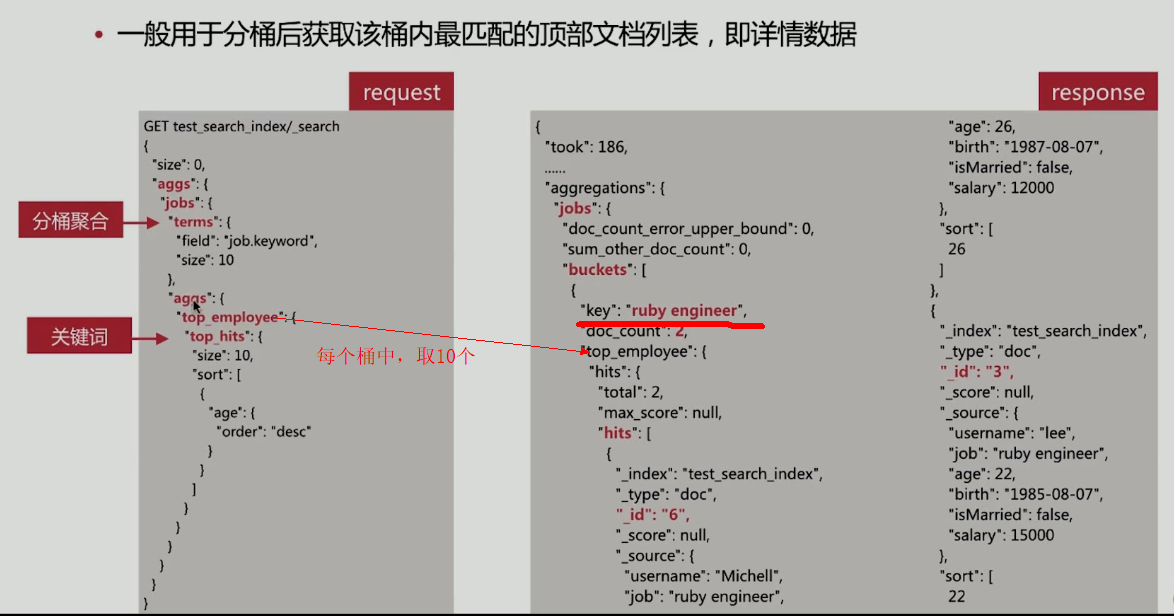 • 一般用于分桶后获取该桶内最匹配的顶部文档列表，即详情数据
request
GET test_search_index/_search
{
"size": 0,
"aggs": {
"jobs": {
分桶聚合
"terms": {
"field": "job.keyword",
"size": 10
},
"aggs": {
"top_employee": {
关键词
"top_hits": {
"size": 10,
"sort": [
{
"age": {
"order": "desc"
}
}
]
}
}
}
}
}
}
每个桶中，取10个
response
{
"took": 186,
......
"aggregations": {
"jobs": {
"doc_count_error_upper_bound": 0,
"sum_other_doc_count": 0,
"buckets": [
{
"key": "ruby engineer",
"doc_count": 2,
"top_employee": {
"hits": {
"total": 2,
"max_score": null,
"hits": [
{
"_index": "test_search_index",
"_type": "doc",
"_id": "6",
"_score": null,
"_source": {
"username": "Michell",
"job": "ruby engineer",
"age": 26,
"birth": "1987-08-07",
"isMarried": false,
"salary": 12000
},
"sort": [
26
]
},
{
"_index": "test_search_index",
"_type": "doc",
"_id": "3",
"_score": null,
"_source": {
"username": "lee",
"job": "ruby engineer",
"age": 22,
"birth": "1985-08-07",
"isMarried": false,
"salary": 15000
},
"sort": [
22